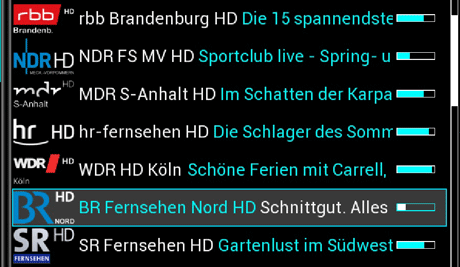 rbb HD Brandenb. rbb Brandenburg HD Die 15 spannendste
NDR HD NDR FS MV HD Sportclub live - Spring- u
mdr HD S-Anhalt MDR S-Anhalt HD Im Schatten der Karpa
hr HD hr-fernsehen HD Die Schlager des Somm
WDR HD Köln WDR HD Köln Schöne Ferien mit Carrell,
BR HD NORD BR Fernsehen Nord HD Schnittgut. Alles
SR HD FERNSEHEN SR Fernsehen HD Gartenlust im Südwest